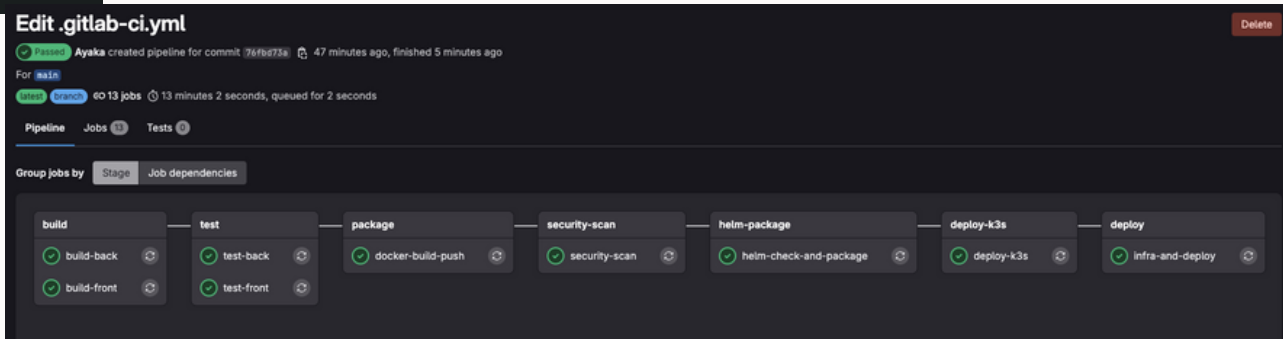 Edit .gitlab-ci.yml
Delete
Passed Ayaka created pipeline for commit 76fbd73a 47 minutes ago, finished 5 minutes ago
For main
latest branch 13 jobs 13 minutes 2 seconds, queued for 2 seconds
Pipeline Jobs 13 Tests 0
Group jobs by Stage Job dependencies
build test package security-scan helm-package deploy-k3s deploy
build-back test-back docker-build-push security-scan helm-check-and-package deploy-k3s infra-and-deploy
build-front test-front